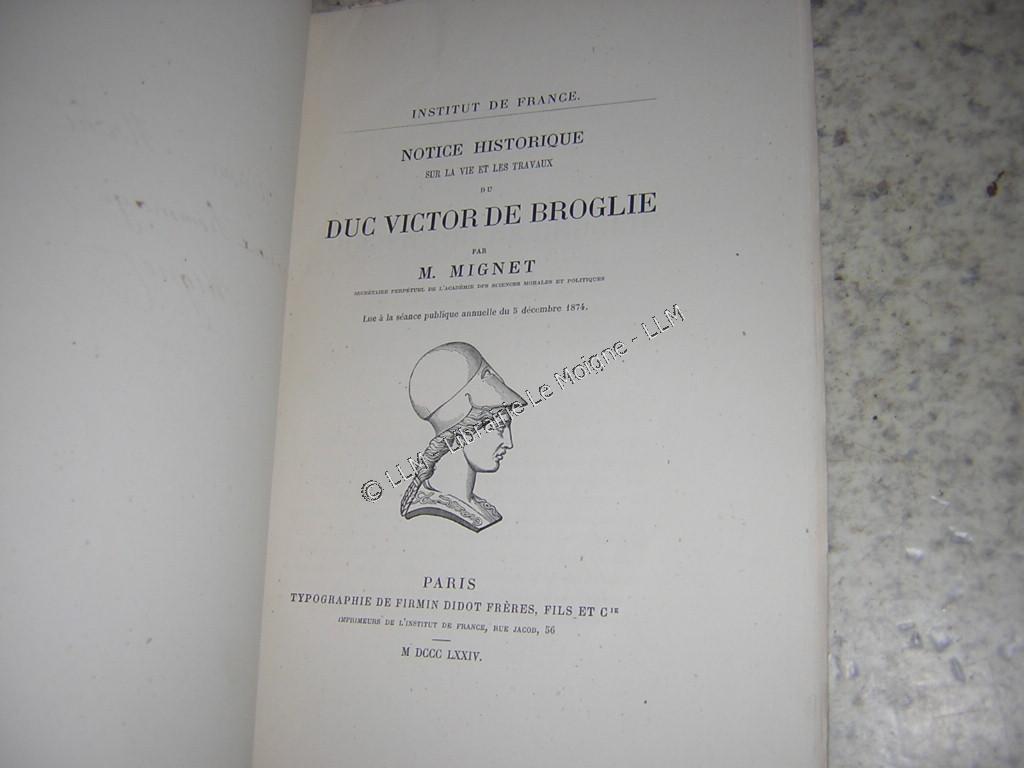 INSTITUT DE FRANCE.
NOTICE HISTORIQUE
SUR LA VIE ET LES TRAVAUX
DU
DUC VICTOR DE BROGLIE
PAR
M. MIGNET
SECRÉTAIRE PERPÉTUEL DE L'ACADÉMIE DES SCIENCES MORALES ET POLITIQUES
Lue à la séance publique annuelle du 5 décembre 1874.
© LLM - Librairie Le Moigne - LLM
PARIS
TYPOGRAPHIE DE FIRMIN DIDOT FRÈRES, FILS ET CIE
IMPRIMEURS DE L'INSTITUT DE FRANCE, RUE JACOB, 56
M DCCC LXXIV.